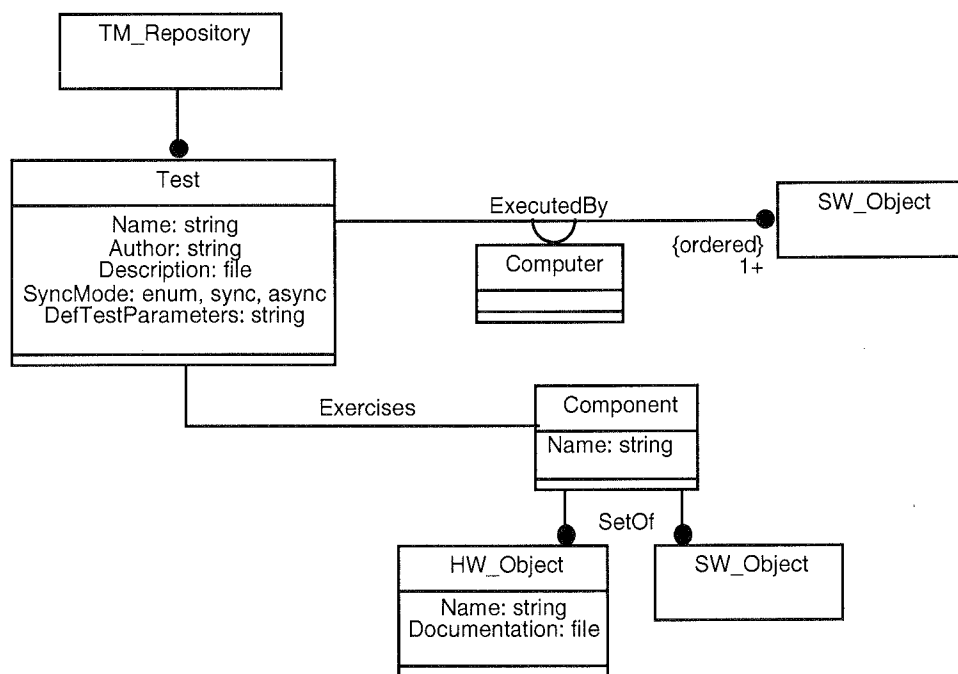 TM_Repository
Test
Name: string
Author: string
Description: file
SyncMode: enum, sync, async
DefTestParameters: string
ExecutedBy
SW_Object
{ordered}
1+
Computer
Exercises
Component
Name: string
SetOf
HW_Object
Name: string
Documentation: file
SW_Object